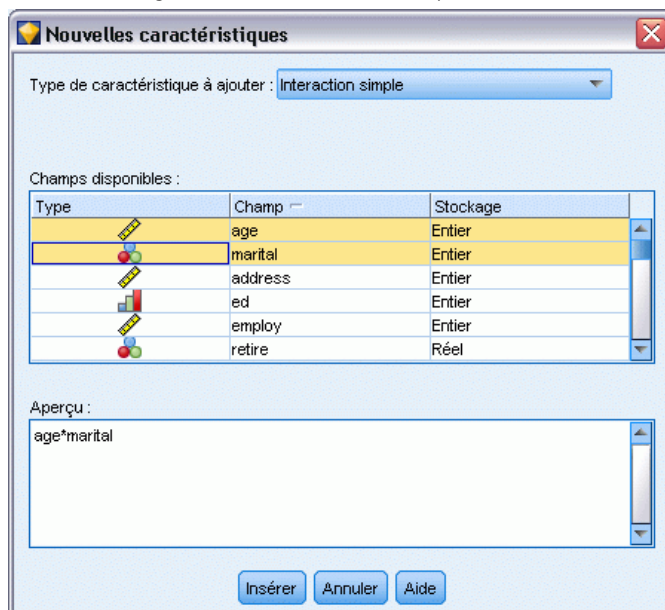 Nouvelles caractéristiques
Type de caractéristique à ajouter : Interaction simple
Champs disponibles :
Type Champ Stockage
age Entier
marital Entier
address Entier
ed Entier
employ Entier
retire Réel
Aperçu :
age*marital
Insérer Annuler Aide